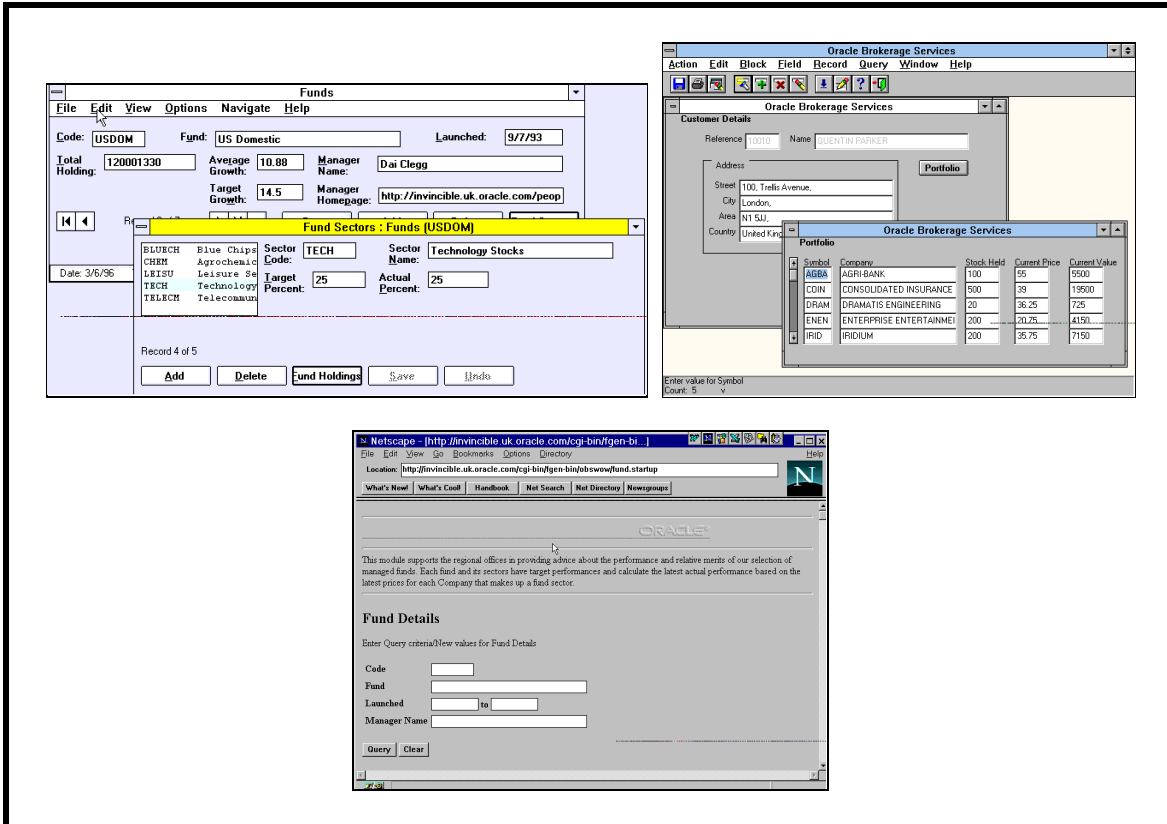 Funds
File Edit View Options Navigate Help
Code: USDOM Fund: US Domestic Launched: 9/7/93
Total Holding: 120001330 Average Growth: 10.88 Manager Name: Dai Clegg
Target Growth: 14.5 Manager Homepage: http://invincible.uk.oracle.com/peop
Date: 3/6/96
Fund Sectors : Funds (USDOM)
BLUECH Blue Chips
CHEM Agrochemic
LEISU Leisure Se
TECH Technology
TELECM Telecommun
Sector Code: TECH Sector Name: Technology Stocks
Target Percent: 25 Actual Percent: 25
Record 4 of 5
Add Delete Fund Holdings Save Undo
Oracle Brokerage Services
Action Edit Block Field Record Query Window Help
Oracle Brokerage Services
Customer Details
Reference 10010 Name QUENTIN PARKER
Address
Portfolio
Street 100, Trellis Avenue,
City London,
Area N1 5JJ,
Country United King
Oracle Brokerage Services
Portfolio
Symbol Company Stock Held Current Price Current Value
AGBA AGRI-BANK 100 55 5500
COIN CONSOLIDATED INSURANCE 500 39 19500
DRAM DRAMATIS ENGINEERING 20 36.25 725
ENEN ENTERPRISE ENTERTAINMEI 200 20.75 4150
IRID IRIDIUM 200 35.75 7150
Enter value for Symbol
Count: 5 v
Netscape - [http://invincible.uk.oracle.com/cgi-bin/fgen-bi...]
File Edit View Go Bookmarks Options Directory Help
Location: http://invincible.uk.oracle.com/cgi-bin/fgen-bin/obswow/fund.startup
What's New! What's Cool! Handbook Net Search Net Directory Newsgroups
N
ORACLE
This module supports the regional offices in providing advice about the performance and relative merits of our selection of
managed funds. Each fund and its sectors have target performances and calculate the latest actual performance based on the
latest prices for each Company that makes up a fund sector.
Fund Details
Enter Query criteria/New values for Fund Details
Code
Fund
Launched to
Manager Name
Query Clear